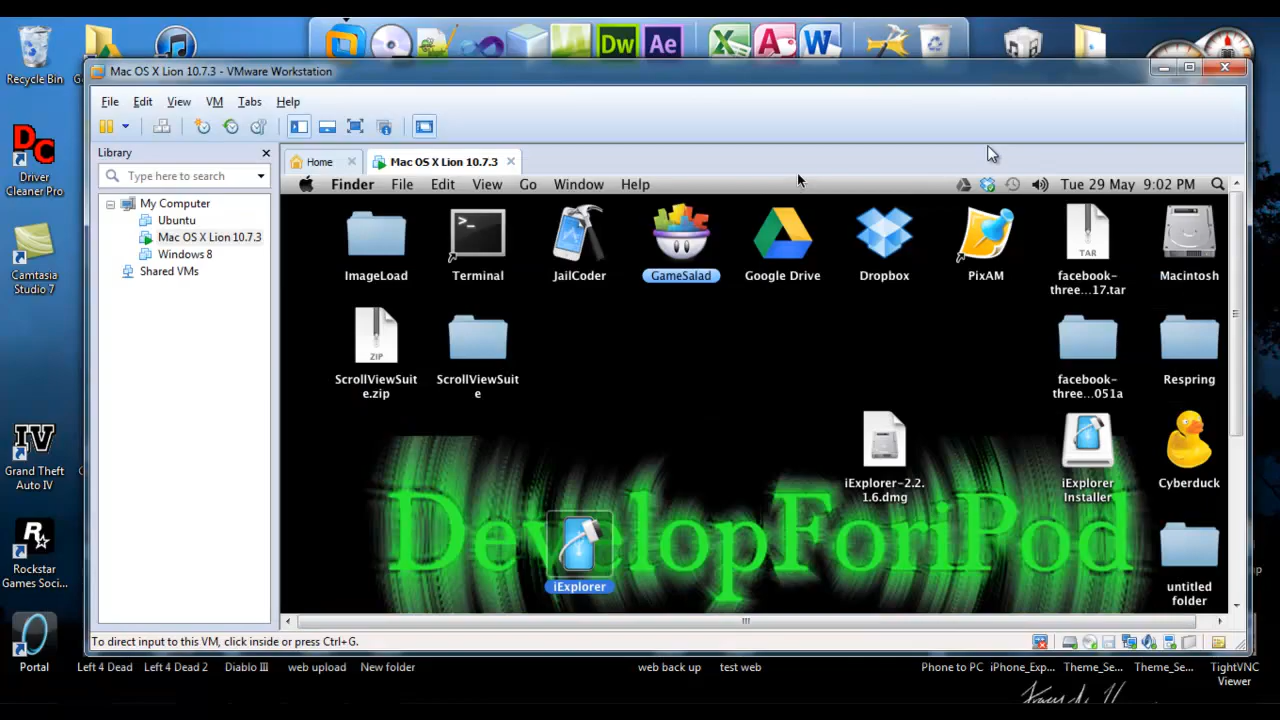 Recycle Bin
Dw
Ae
Mac OS X Lion 10.7.3 - VMware Workstation
File Edit View VM Tabs Help
Library
Home
Mac OS X Lion 10.7.3
Type here to search
Finder File Edit View Go Window Help
Tue 29 May 9:02 PM
My Computer
Ubuntu
Mac OS X Lion 10.7.3
Windows 8
Shared VMs
Driver
Cleaner Pro
Camtasia
Studio 7
IV
Grand Theft
Auto IV
Rockstar
Games Soci...
Portal
ImageLoad
Terminal
JailCoder
GameSalad
Google Drive
Dropbox
PixAM
TAR
facebook-
three...17.tar
Macintosh
ZIP
ScrollViewSuit
e.zip
ScrollViewSuit
e
facebook-
three...051a
Respring
iExplorer-2.2.
1.6.dmg
iExplorer
Installer
Cyberduck
DevelopForiPod
iExplorer
untitled
folder
To direct input to this VM, click inside or press Ctrl+G.
Left 4 Dead
Left 4 Dead 2
Diablo III
web upload
New folder
web back up
test web
Phone to PC
iPhone_Exp...
Theme_Se...
Theme_Se...
TightVNC
Viewer